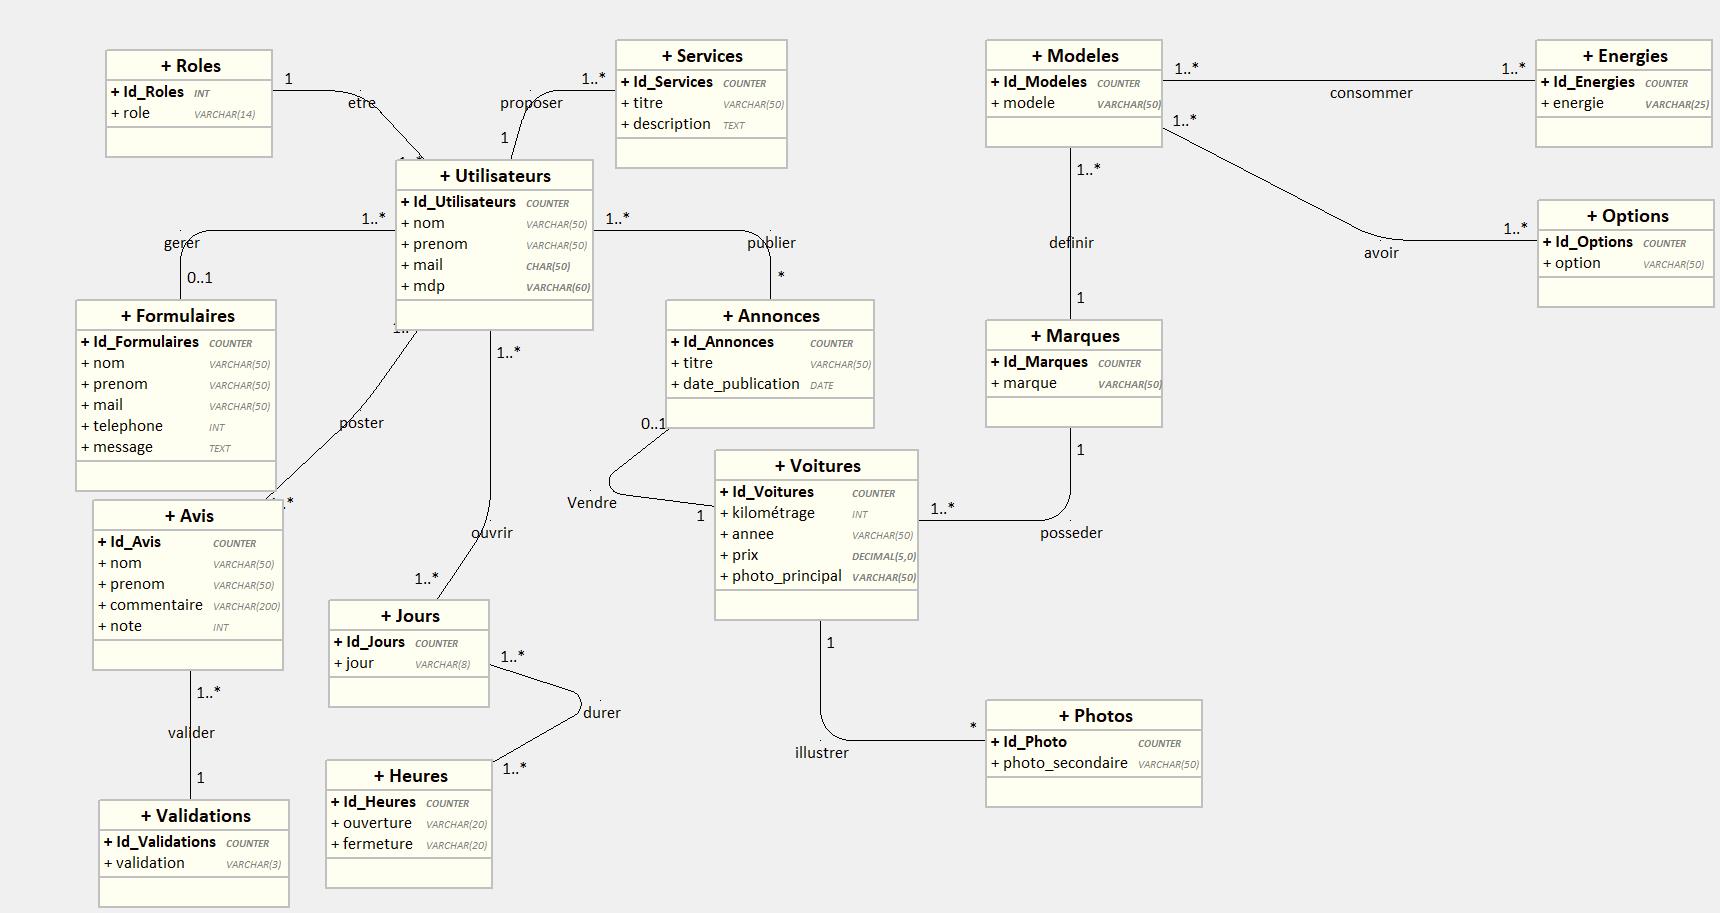 + Roles
+ Id_Roles INT
+ role VARCHAR(14)
1
etre
+ Services
+ Id_Services COUNTER
+ titre VARCHAR(50)
+ description TEXT
1..*
proposer
1
+ Modeles
+ Id_Modeles COUNTER
+ modele VARCHAR(50)
1..*
consommer
1..*
+ Energies
+ Id_Energies COUNTER
+ energie VARCHAR(25)
1..*
avoir
1..*
+ Options
+ Id_Options COUNTER
+ option VARCHAR(50)
+ Utilisateurs
+ Id_Utilisateurs COUNTER
+ nom VARCHAR(50)
+ prenom VARCHAR(50)
+ mail CHAR(50)
+ mdp VARCHAR(60)
1..*
gerer
0..1
1..*
publier
*
1..*
definir
1
+ Formulaires
+ Id_Formulaires COUNTER
+ nom VARCHAR(50)
+ prenom VARCHAR(50)
+ mail VARCHAR(50)
+ telephone INT
+ message TEXT
+ Annonces
+ Id_Annonces COUNTER
+ titre VARCHAR(50)
+ date_publication DATE
+ Marques
+ Id_Marques COUNTER
+ marque VARCHAR(50)
poster
1..*
ouvrir
1..*
0..1
Vendre
1
+ Voitures
+ Id_Voitures COUNTER
+ kilométrage INT
+ annee VARCHAR(50)
+ prix DECIMAL(5,0)
+ photo_principal VARCHAR(50)
1
posseder
1..*
+ Avis
+ Id_Avis COUNTER
+ nom VARCHAR(50)
+ prenom VARCHAR(50)
+ commentaire VARCHAR(200)
+ note INT
+ Jours
+ Id_Jours COUNTER
+ jour VARCHAR(8)
1..*
durer
1..*
1
illustrer
*
+ Photos
+ Id_Photo COUNTER
+ photo_secondaire VARCHAR(50)
1..*
valider
1
+ Heures
+ Id_Heures COUNTER
+ ouverture VARCHAR(20)
+ fermeture VARCHAR(20)
+ Validations
+ Id_Validations COUNTER
+ validation VARCHAR(3)